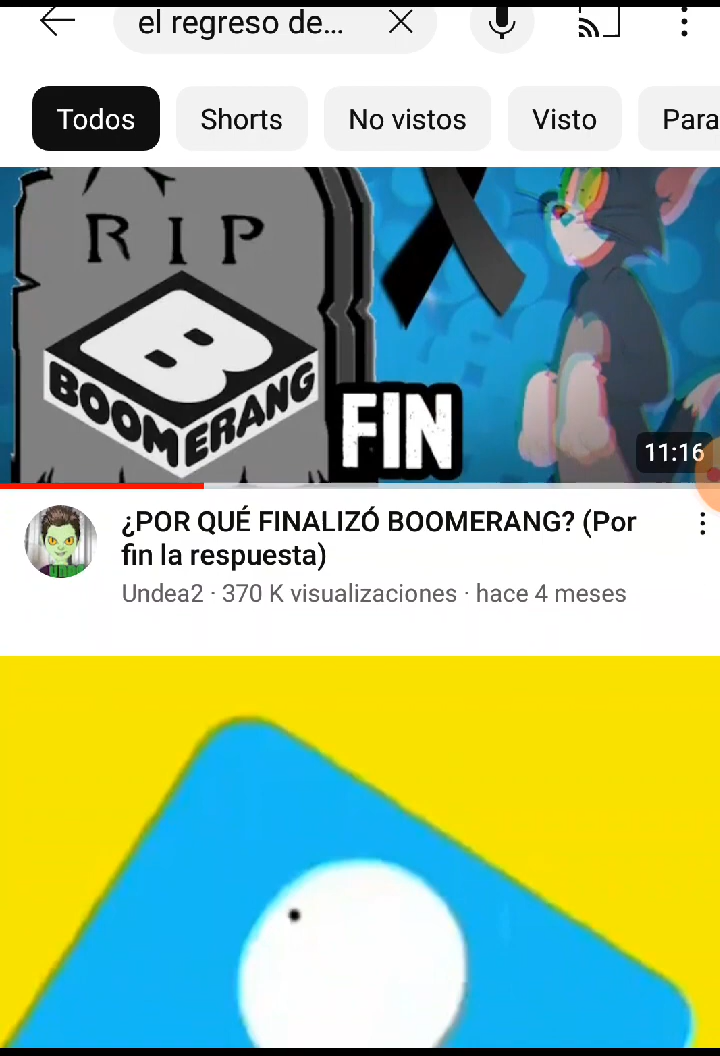 el regreso de...
Todos Shorts No vistos Visto Para
RIP
B
BOOMERANG
FIN
11:16
¿POR QUÉ FINALIZÓ BOOMERANG? (Por
fin la respuesta)
Undea2 · 370 K visualizaciones · hace 4 meses